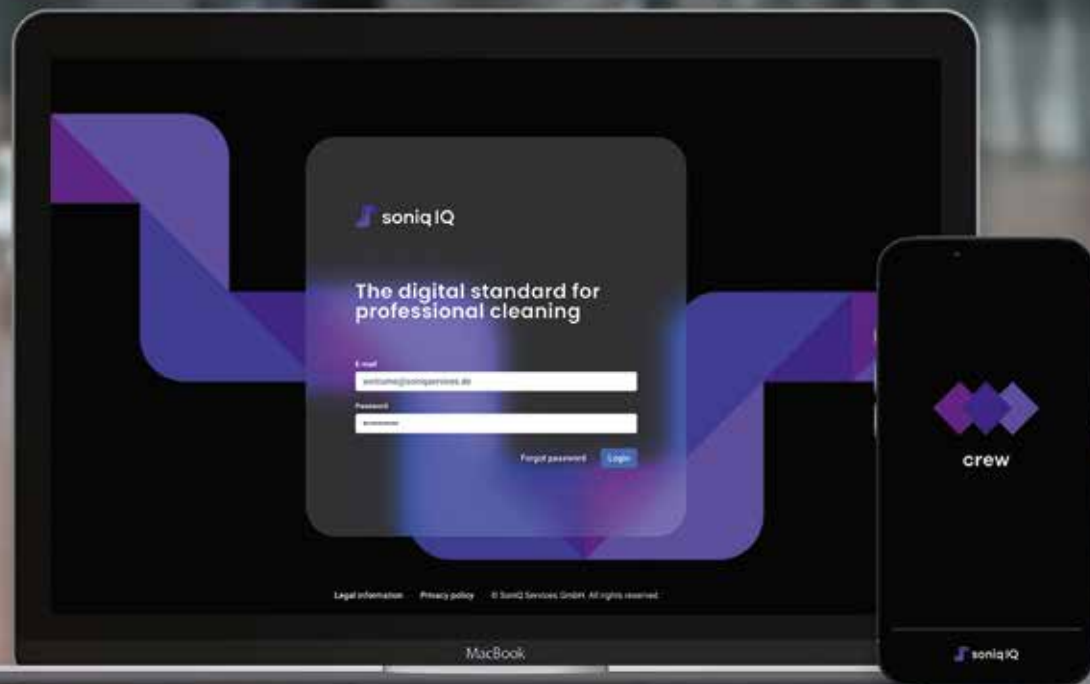 soniq IQ
The digital standard for
professional cleaning
E-mail
welcome@soniqservices.de
Password
Forgot password Login
Legal information Privacy policy © SoniQ Services GmbH. All rights reserved.
MacBook
crew
soniq IQ